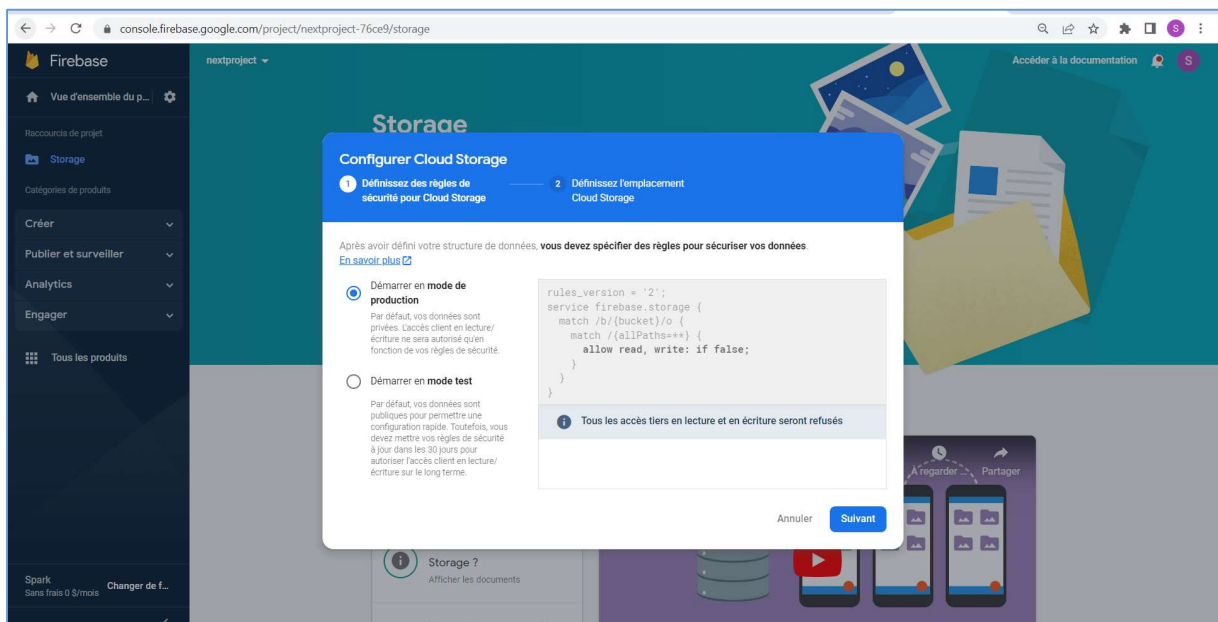 console.firebase.google.com/project/nextproject-76ce9/storage
S
Firebase
nextproject
Accéder à la documentation
S
Vue d'ensemble du p...
Raccourcis de projet
Storage
Catégories de produits
Créer
Publier et surveiller
Analytics
Engager
Tous les produits
Spark
Sans frais 0 $/mois
Changer de f...
Storage
Configurer Cloud Storage
1 Définissez des règles de
sécurité pour Cloud Storage
2 Définissez l'emplacement
Cloud Storage
Après avoir défini votre structure de données, vous devez spécifier des règles pour sécuriser vos données.
En savoir plus
Démarrer en mode de
production
Par défaut, vos données sont
privées. L'accès client en lecture/
écriture ne sera autorisé qu'en
fonction de vos règles de sécurité.
Démarrer en mode test
Par défaut, vos données sont
publiques pour permettre une
configuration rapide. Toutefois, vous
devez mettre vos règles de sécurité
à jour dans les 30 jours pour
autoriser l'accès client en lecture/
écriture sur le long terme.
rules_version = '2';
service firebase.storage {
match /b/{bucket}/o {
match /{allPaths=**} {
allow read, write: if false;
}
}
}
Tous les accès tiers en lecture et en écriture seront refusés
Annuler
Suivant
Storage ?
Afficher les documents
À regarder ...
Partager